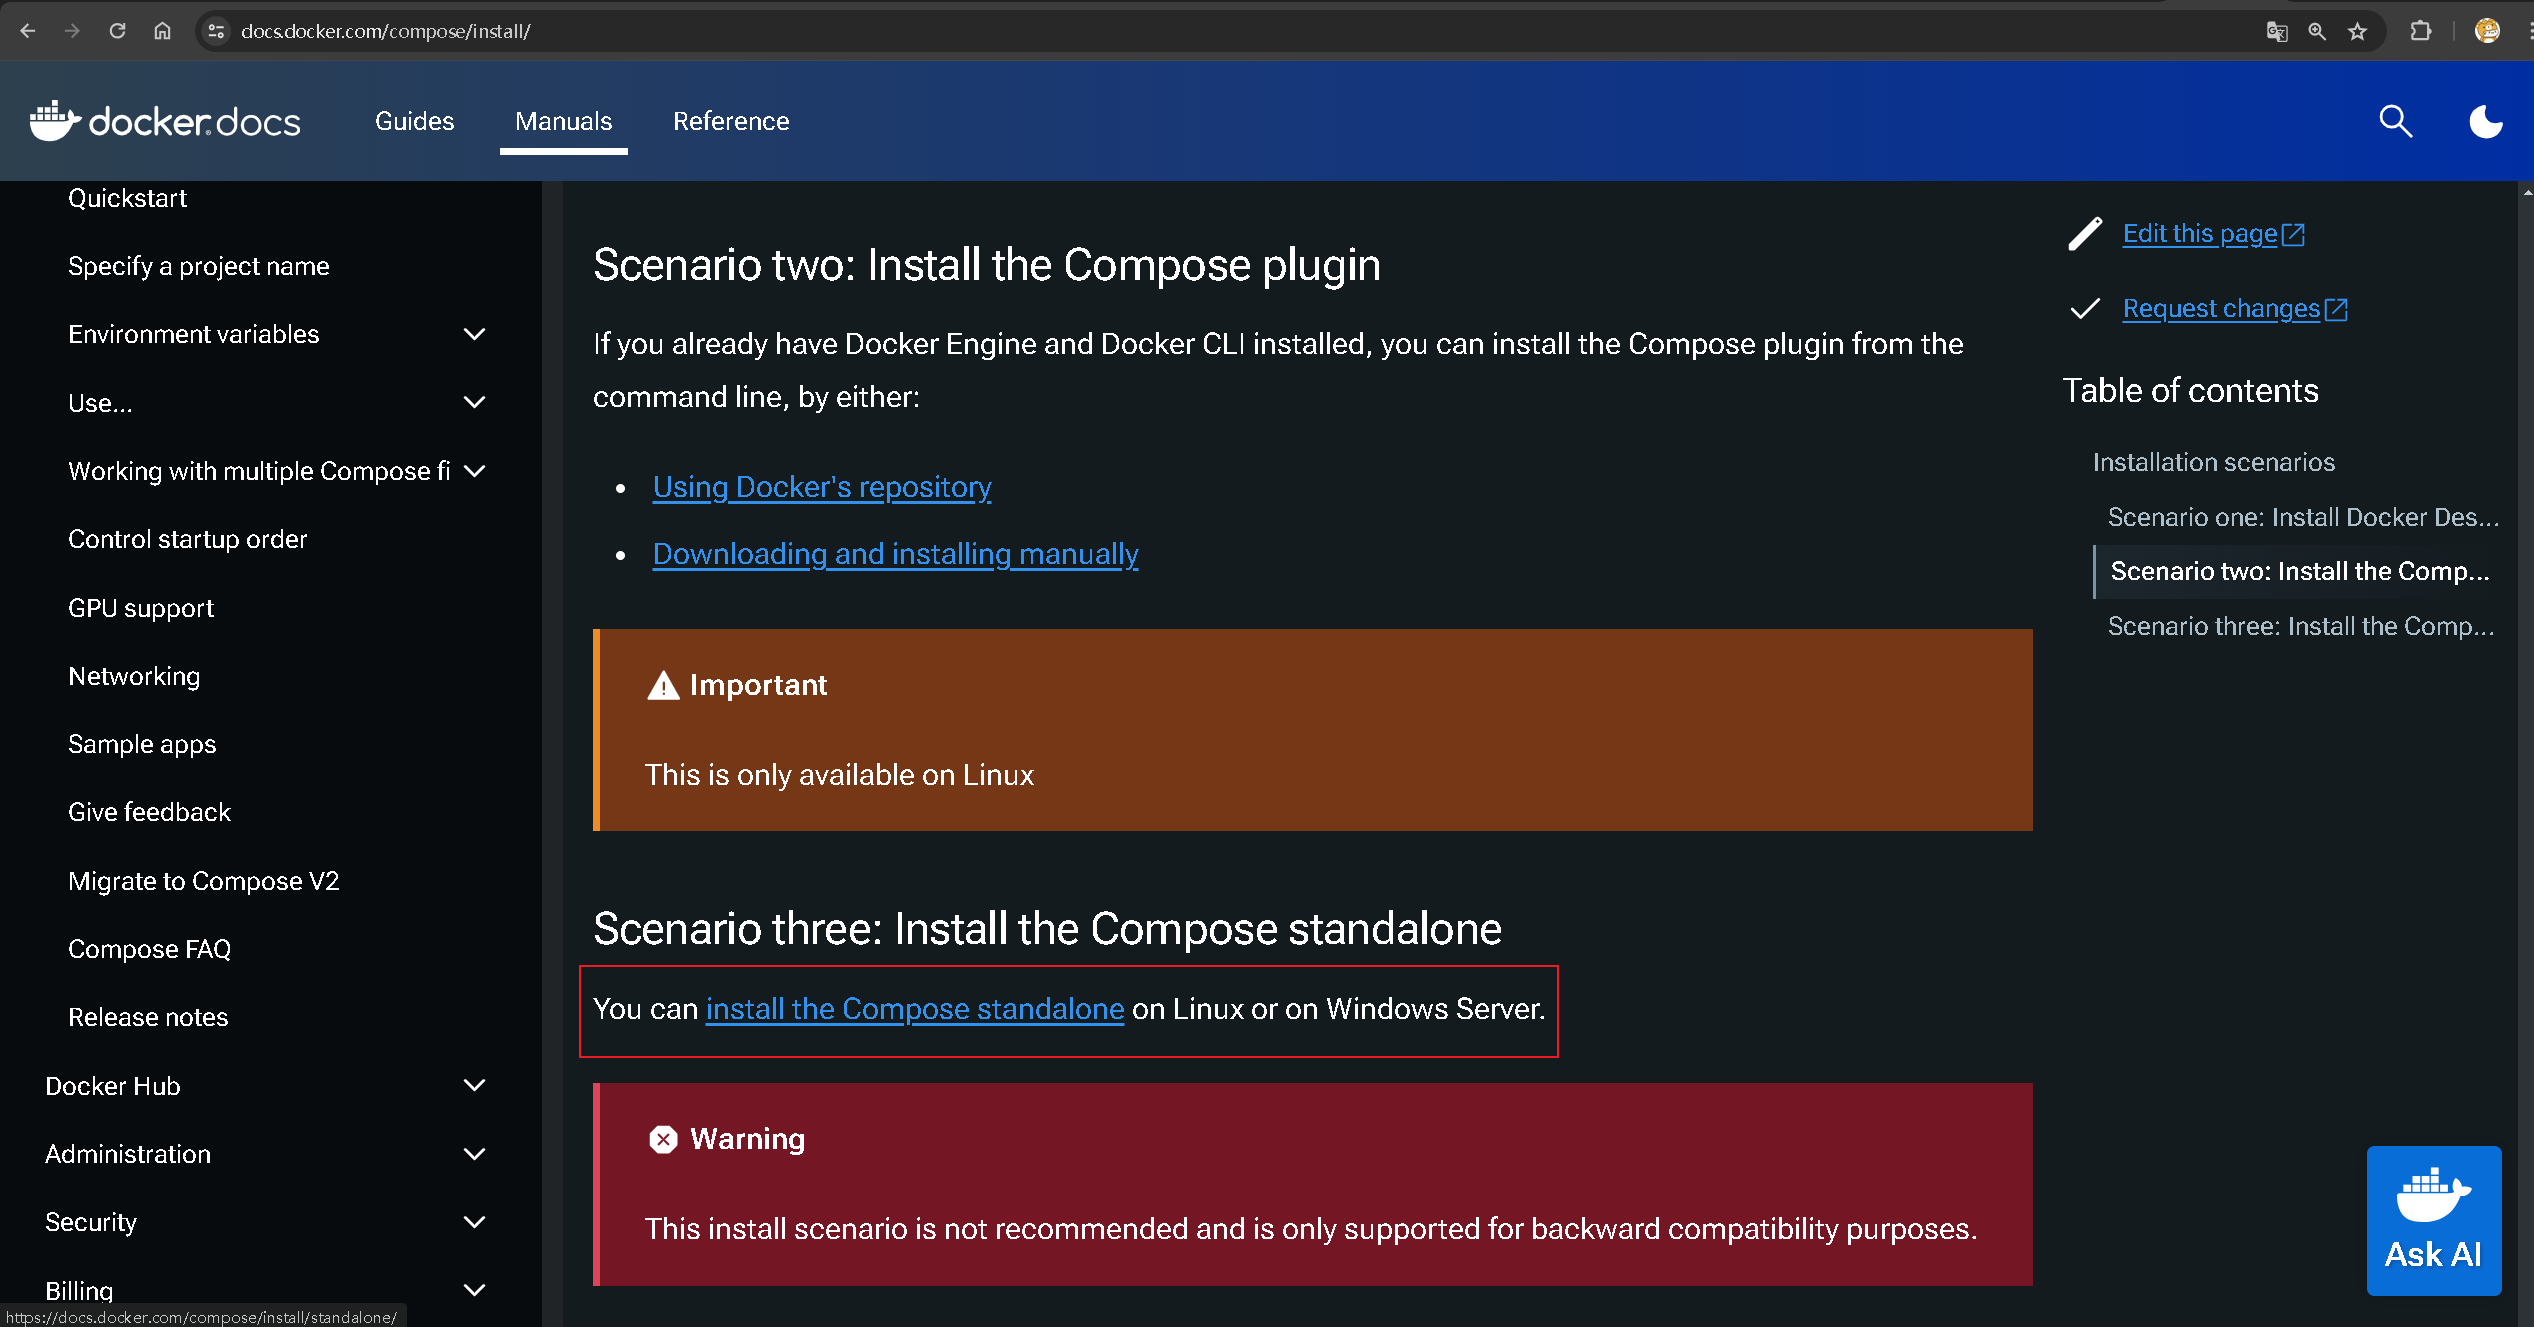 docs.docker.com/compose/install/
docker.docs
Guides
Manuals
Reference
Quickstart
Specify a project name
Environment variables
Use...
Working with multiple Compose fi
Control startup order
GPU support
Networking
Sample apps
Give feedback
Migrate to Compose V2
Compose FAQ
Release notes
Docker Hub
Administration
Security
Billing
https://docs.docker.com/compose/install/standalone/
Scenario two: Install the Compose plugin
If you already have Docker Engine and Docker CLI installed, you can install the Compose plugin from the
command line, by either:
• Using Docker's repository
• Downloading and installing manually
Important
This is only available on Linux
Scenario three: Install the Compose standalone
You can install the Compose standalone on Linux or on Windows Server.
Warning
This install scenario is not recommended and is only supported for backward compatibility purposes.
Edit this page
Request changes
Table of contents
Installation scenarios
Scenario one: Install Docker Des...
Scenario two: Install the Comp...
Scenario three: Install the Comp...
Ask AI